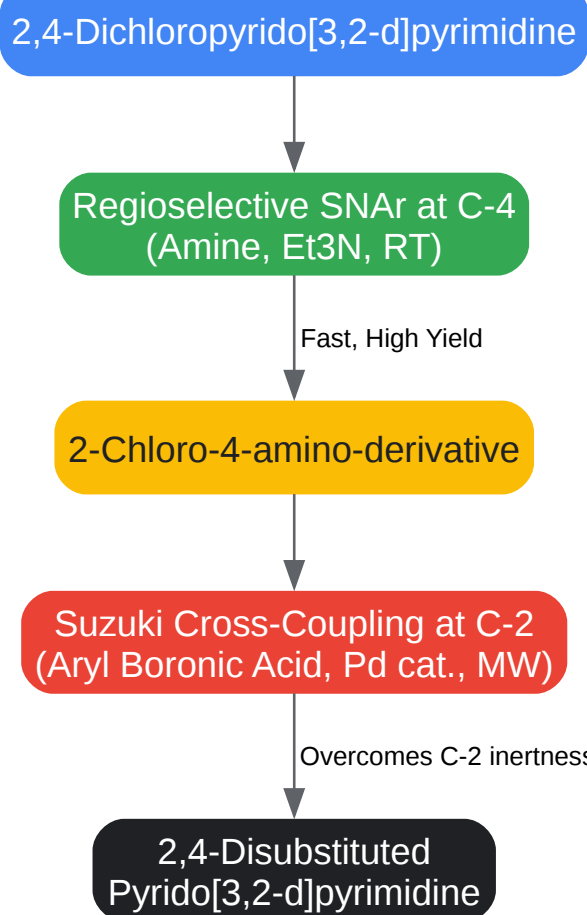 2,4-Dichloropyrido[3,2-d]pyrimidine
Regioselective SNAr at C-4
(Amine, Et3N, RT)
Fast, High Yield
2-Chloro-4-amino-derivative
Suzuki Cross-Coupling at C-2
(Aryl Boronic Acid, Pd cat., MW)
Overcomes C-2 inertness
2,4-Disubstituted
Pyrido[3,2-d]pyrimidine